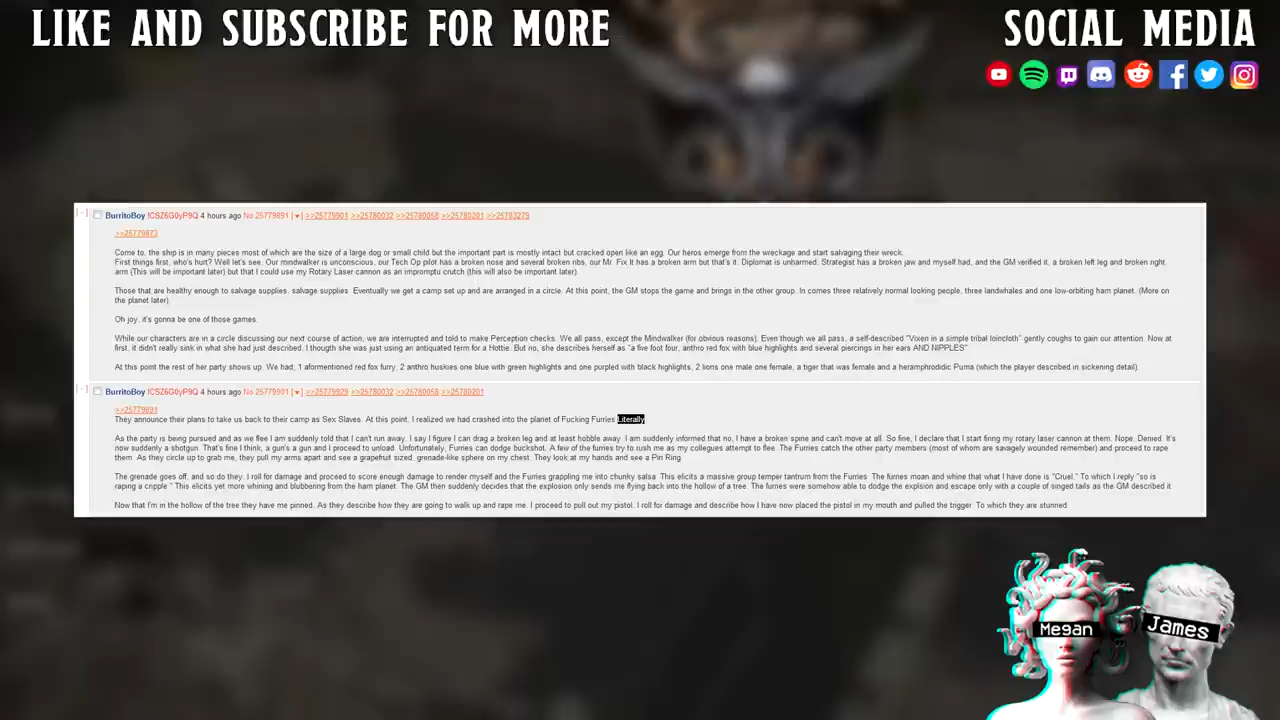 LIKE AND SUBSCRIBE FOR MORE
SOCIAL MEDIA
[-] BurritoBoy !CSZ6G0yP9Q 4 hours ago No.25779891 [▼] >>25779901 >>25780032 >>25780058 >>25780201 >>25783279
>>25779873
Come to, the ship is in many pieces most of which are the size of a large dog or small child but the important part is mostly intact but cracked open like an egg. Our heroes emerge from the wreckage and start salvaging their wreck.
First things first, who's hurt? Well let's see. Our mindwalker is unconscious, our Tech Op pilot has a broken nose and several broken ribs, our Mr. Fix It has a broken arm but that's it. Diplomat is unharmed. Strategist has a broken jaw and myself had, and the GM verified it, a broken left leg and broken right
arm (This will be important later) but that I could use my Rotary Laser cannon as an impromptu crutch (this will also be important later).
Those that are healthy enough to salvage supplies, salvage supplies. Eventually we get a camp set up and are arranged in a circle. At this point, the GM stops the game and brings in the other group. In comes three relatively normal looking people, three landwhales and one low-orbiting ham planet. (More on
the planet later)
Oh joy, it's gonna be one of those games.
While our characters are in a circle discussing our next course of action, we are interrupted and told to make Perception checks. We all pass, except the Mindwalker (for obvious reasons). Even though we all pass, a self-described "Vixen in a simple tribal loincloth" gently coughs to gain our attention. Now at
first, it didn't really sink in what she had just described. I thougth she was just using an antiquated term for a Hottie. But no, she describes herself as "a five foot four, anthro red fox with blue highlights and several piercings in her ears AND NIPPLES"
At this point the rest of her party shows up. We had; 1 aformentioned red fox furry, 2 anthro huskies one blue with green highlights and one purpled with black highlights, 2 lions one male one female, a tiger that was female and a heramphrodidic Puma (which the player described in sickening detail).
[-] BurritoBoy !CSZ6G0yP9Q 4 hours ago No.25779901 [▼] >>25779929 >>25780032 >>25780058 >>25780201
>>25779891
They announce their plans to take us back to their camp as Sex Slaves. At this point, I realized we had crashed into the planet of Fucking Furries Literally
As the party is being pursued and as we flee I am suddenly told that I can't run away. I say I figure I can drag a broken leg and at least hobble away. I am suddenly informed that no, I have a broken spine and can't move at all. So fine, I declare that I start firing my rotary laser cannon at them. Nope. Denied. It's
now suddenly a shotgun. That's fine I think, a gun's a gun and I proceed to unload. Unfortunately, Furries can dodge buckshot. A few of the furries try to rush me as my collegues attempt to flee. The Furries catch the other party members (most of whom are savagely wounded remember) and proceed to rape
them. As they circle up to grab me, they pull my arms apart and see a grapefruit sized, grenade-like sphere on my chest. They look at my hands and see a Pin Ring.
The grenade goes off, and so do they. I roll for damage and proceed to score enough damage to render myself and the Furries grappling me into chunky salsa. This elicits a massive group temper tantrum from the Furries. The furries moan and whine that what I have done is "Cruel," To which I reply "so is
raping a cripple." This elicits yet more whining and blubbering from the ham planet. The GM then suddenly decides that the explosion only sends me flying back into the hollow of a tree. The furries were somehow able to dodge the explsion and escape only with a couple of singed tails as the GM described it.
Now that I'm in the hollow of the tree they have me pinned. As they describe how they are going to walk up and rape me. I proceed to pull out my pistol. I roll for damage and describe how I have now placed the pistol in my mouth and pulled the trigger. To which they are stunned.
Megan
James